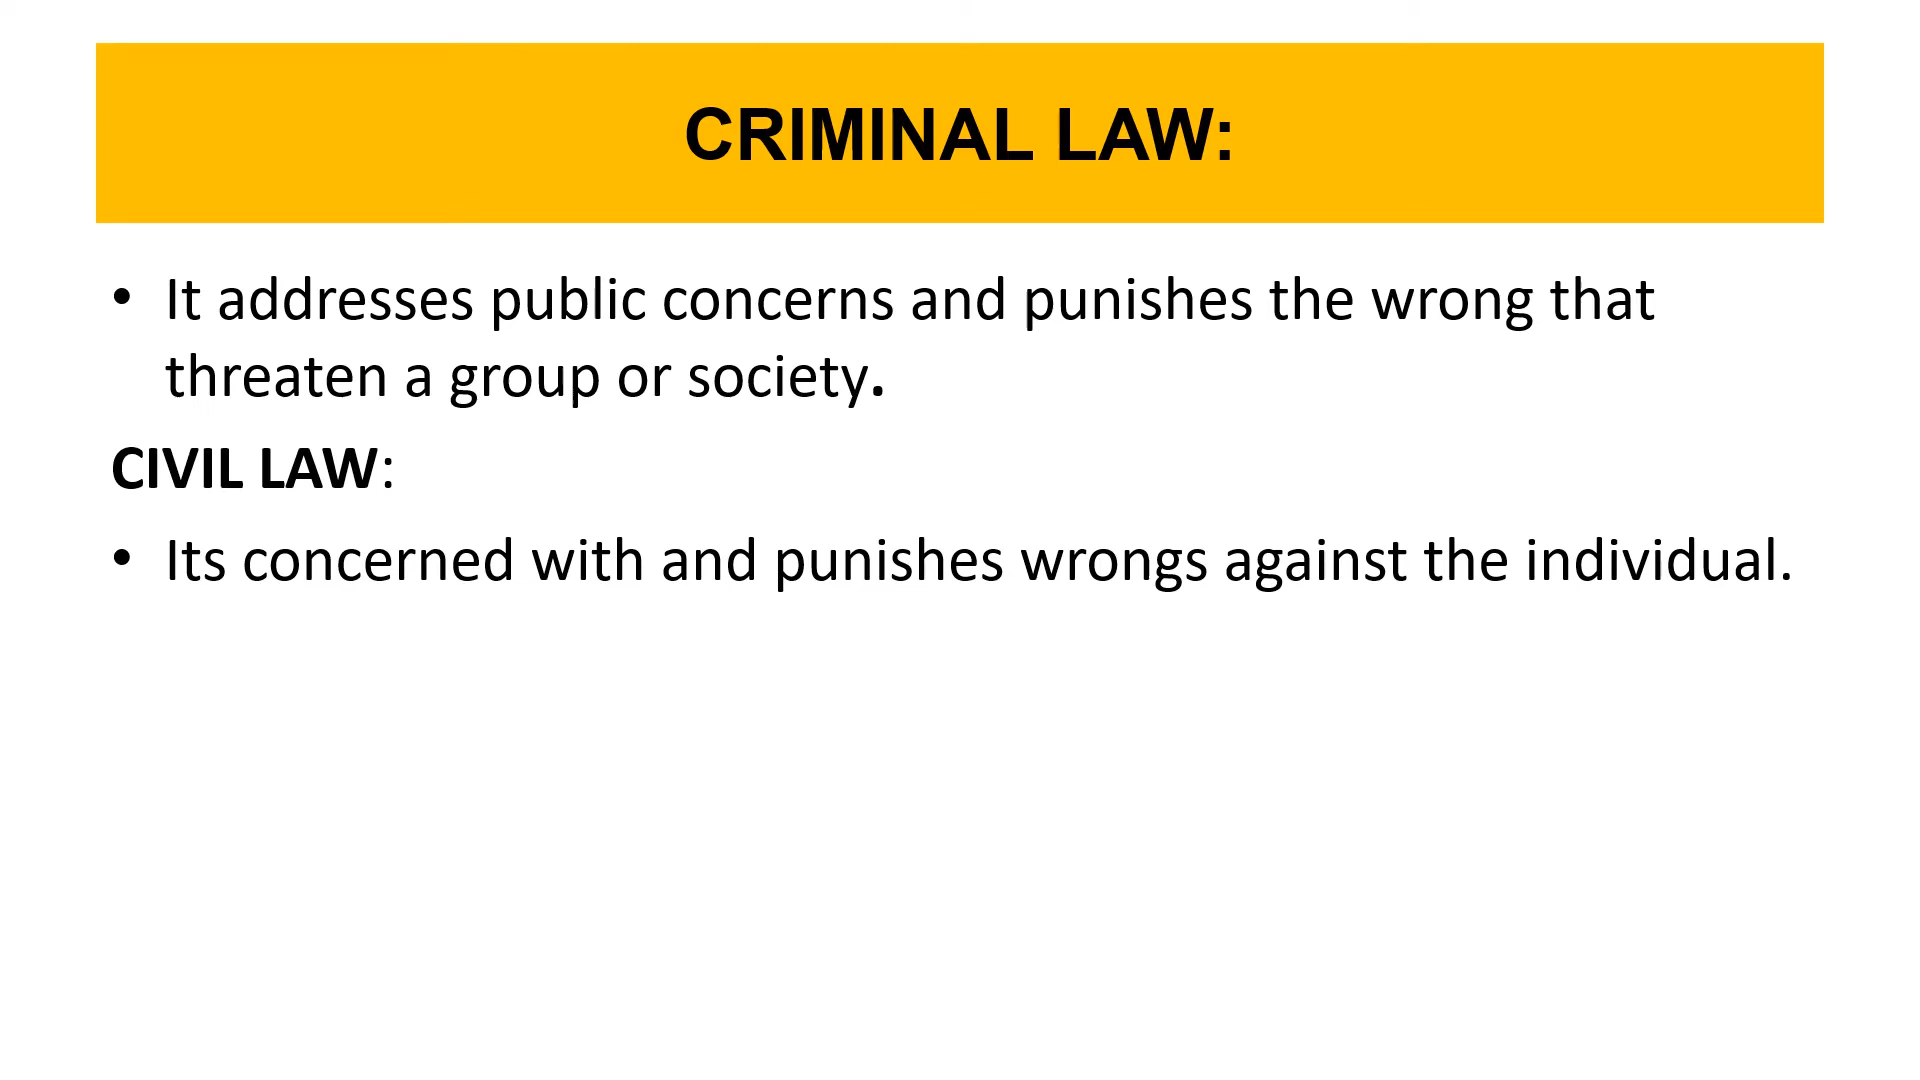 CRIMINAL LAW:
• It addresses public concerns and punishes the wrong that
threaten a group or society.
CIVIL LAW:
• Its concerned with and punishes wrongs against the individual.